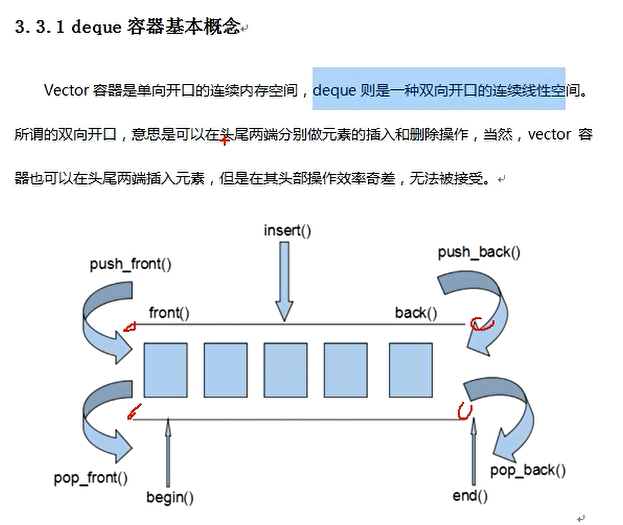 3.3.1 deque 容器基本概念
Vector 容器是单向开口的连续内存空间，deque 则是一种双向开口的连续线性空间。
所谓的双向开口，意思是可以在头尾两端分别做元素的插入和删除操作，当然，vector 容
器也可以在头尾两端插入元素，但是在其头部操作效率奇差，无法被接受。
insert()
push_front()
push_back()
front()
back()
pop_front()
pop_back()
begin()
end()